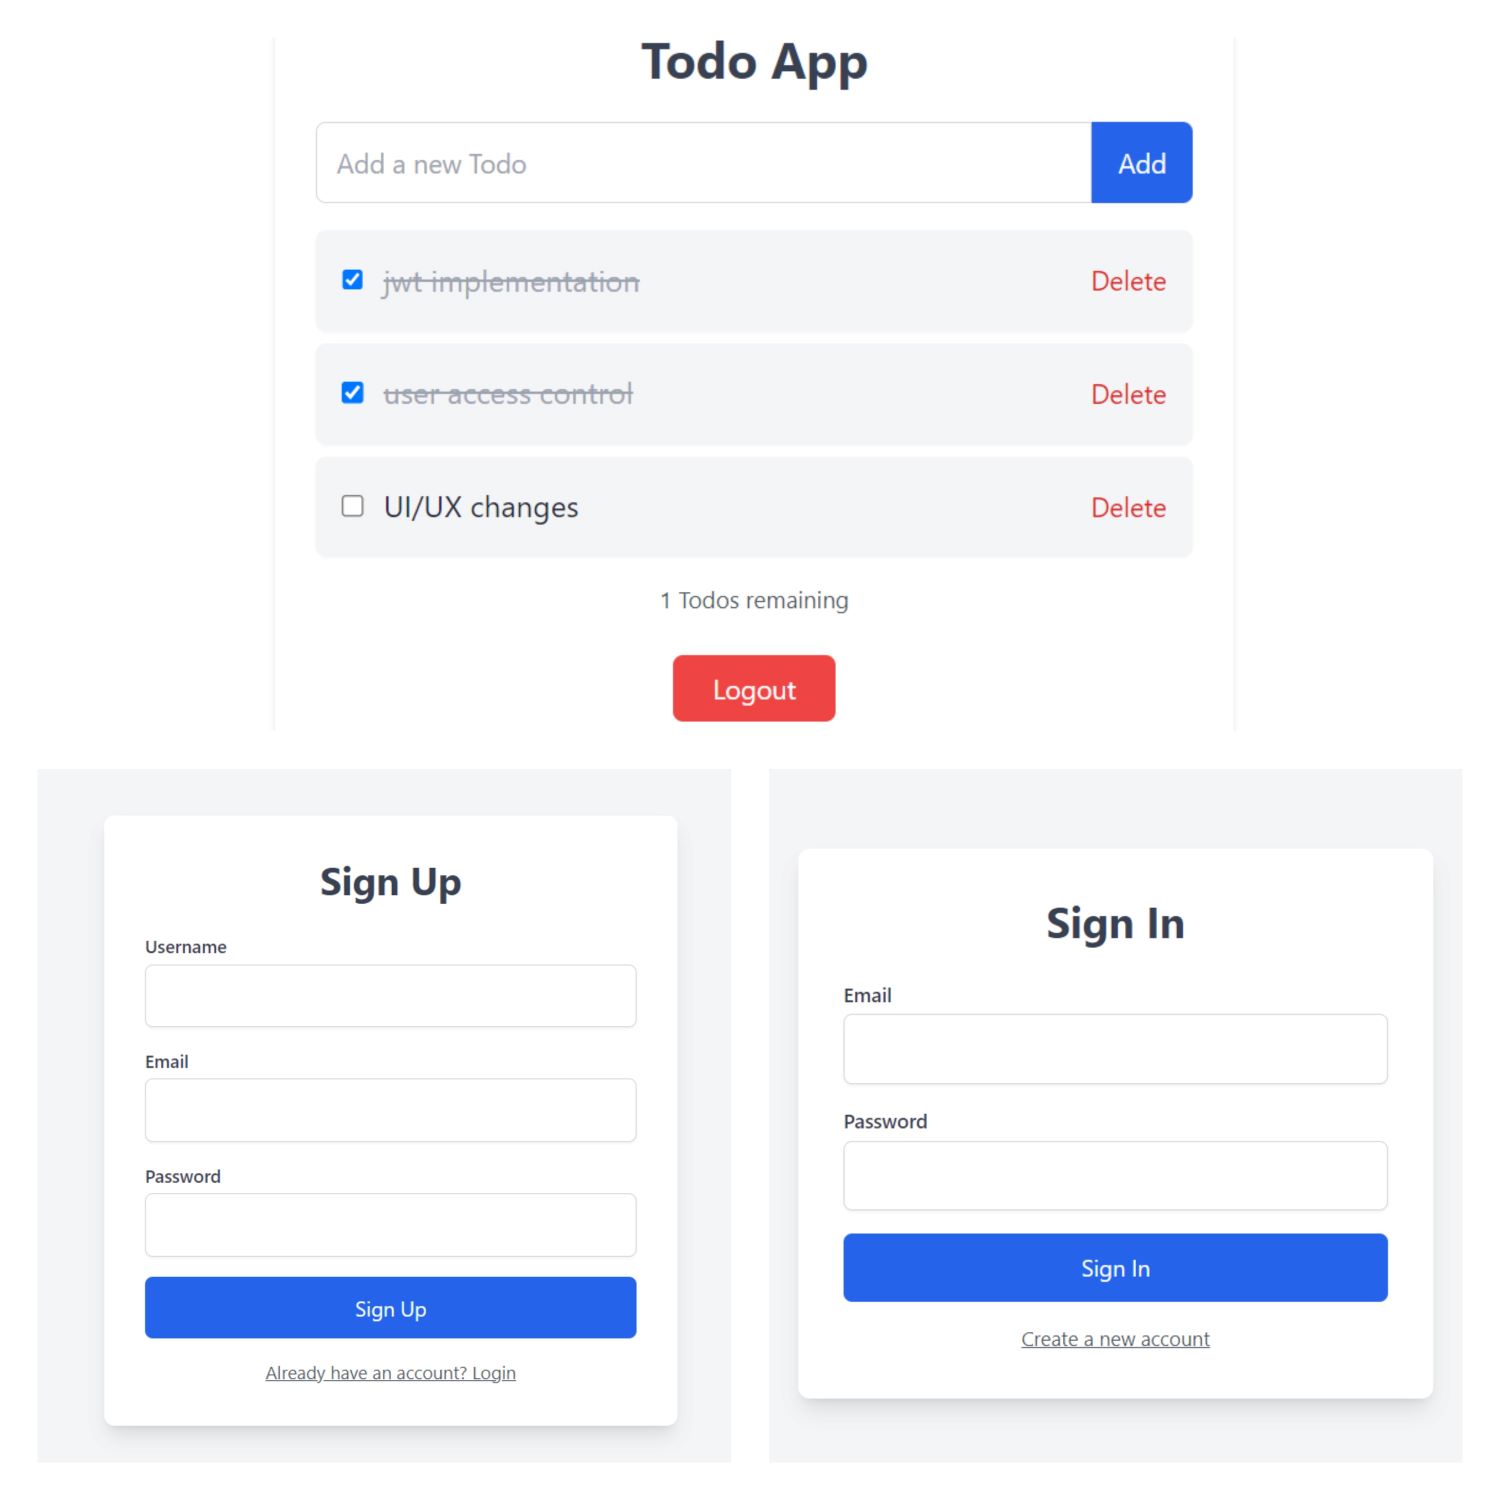 Todo App
Add a new Todo
Add
jwt implementation
Delete
user access control
Delete
UI/UX changes
Delete
1 Todos remaining
Logout
Sign Up
Username
Email
Password
Sign Up
Already have an account? Login
Sign In
Email
Password
Sign In
Create a new account